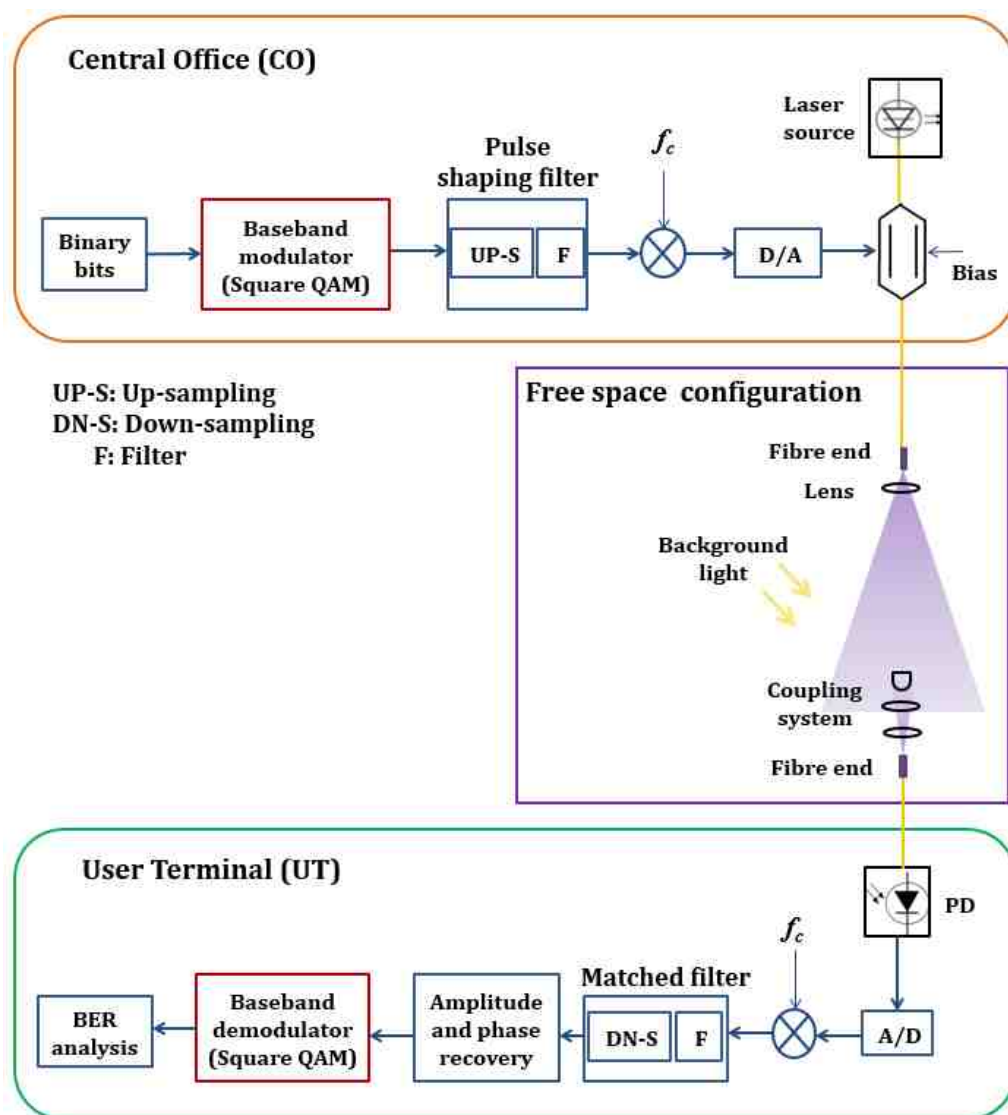 Central Office (CO)
Laser
source
Pulse
shaping filter
f_c
Binary
bits
Baseband
modulator
(Square QAM)
UP-S
F
D/A
Bias
UP-S: Up-sampling
DN-S: Down-sampling
F: Filter
Free space configuration
Fibre end
Lens
Background
light
Coupling
system
Fibre end
User Terminal (UT)
PD
f_c
Matched filter
BER
analysis
Baseband
demodulator
(Square QAM)
Amplitude
and phase
recovery
DN-S
F
A/D